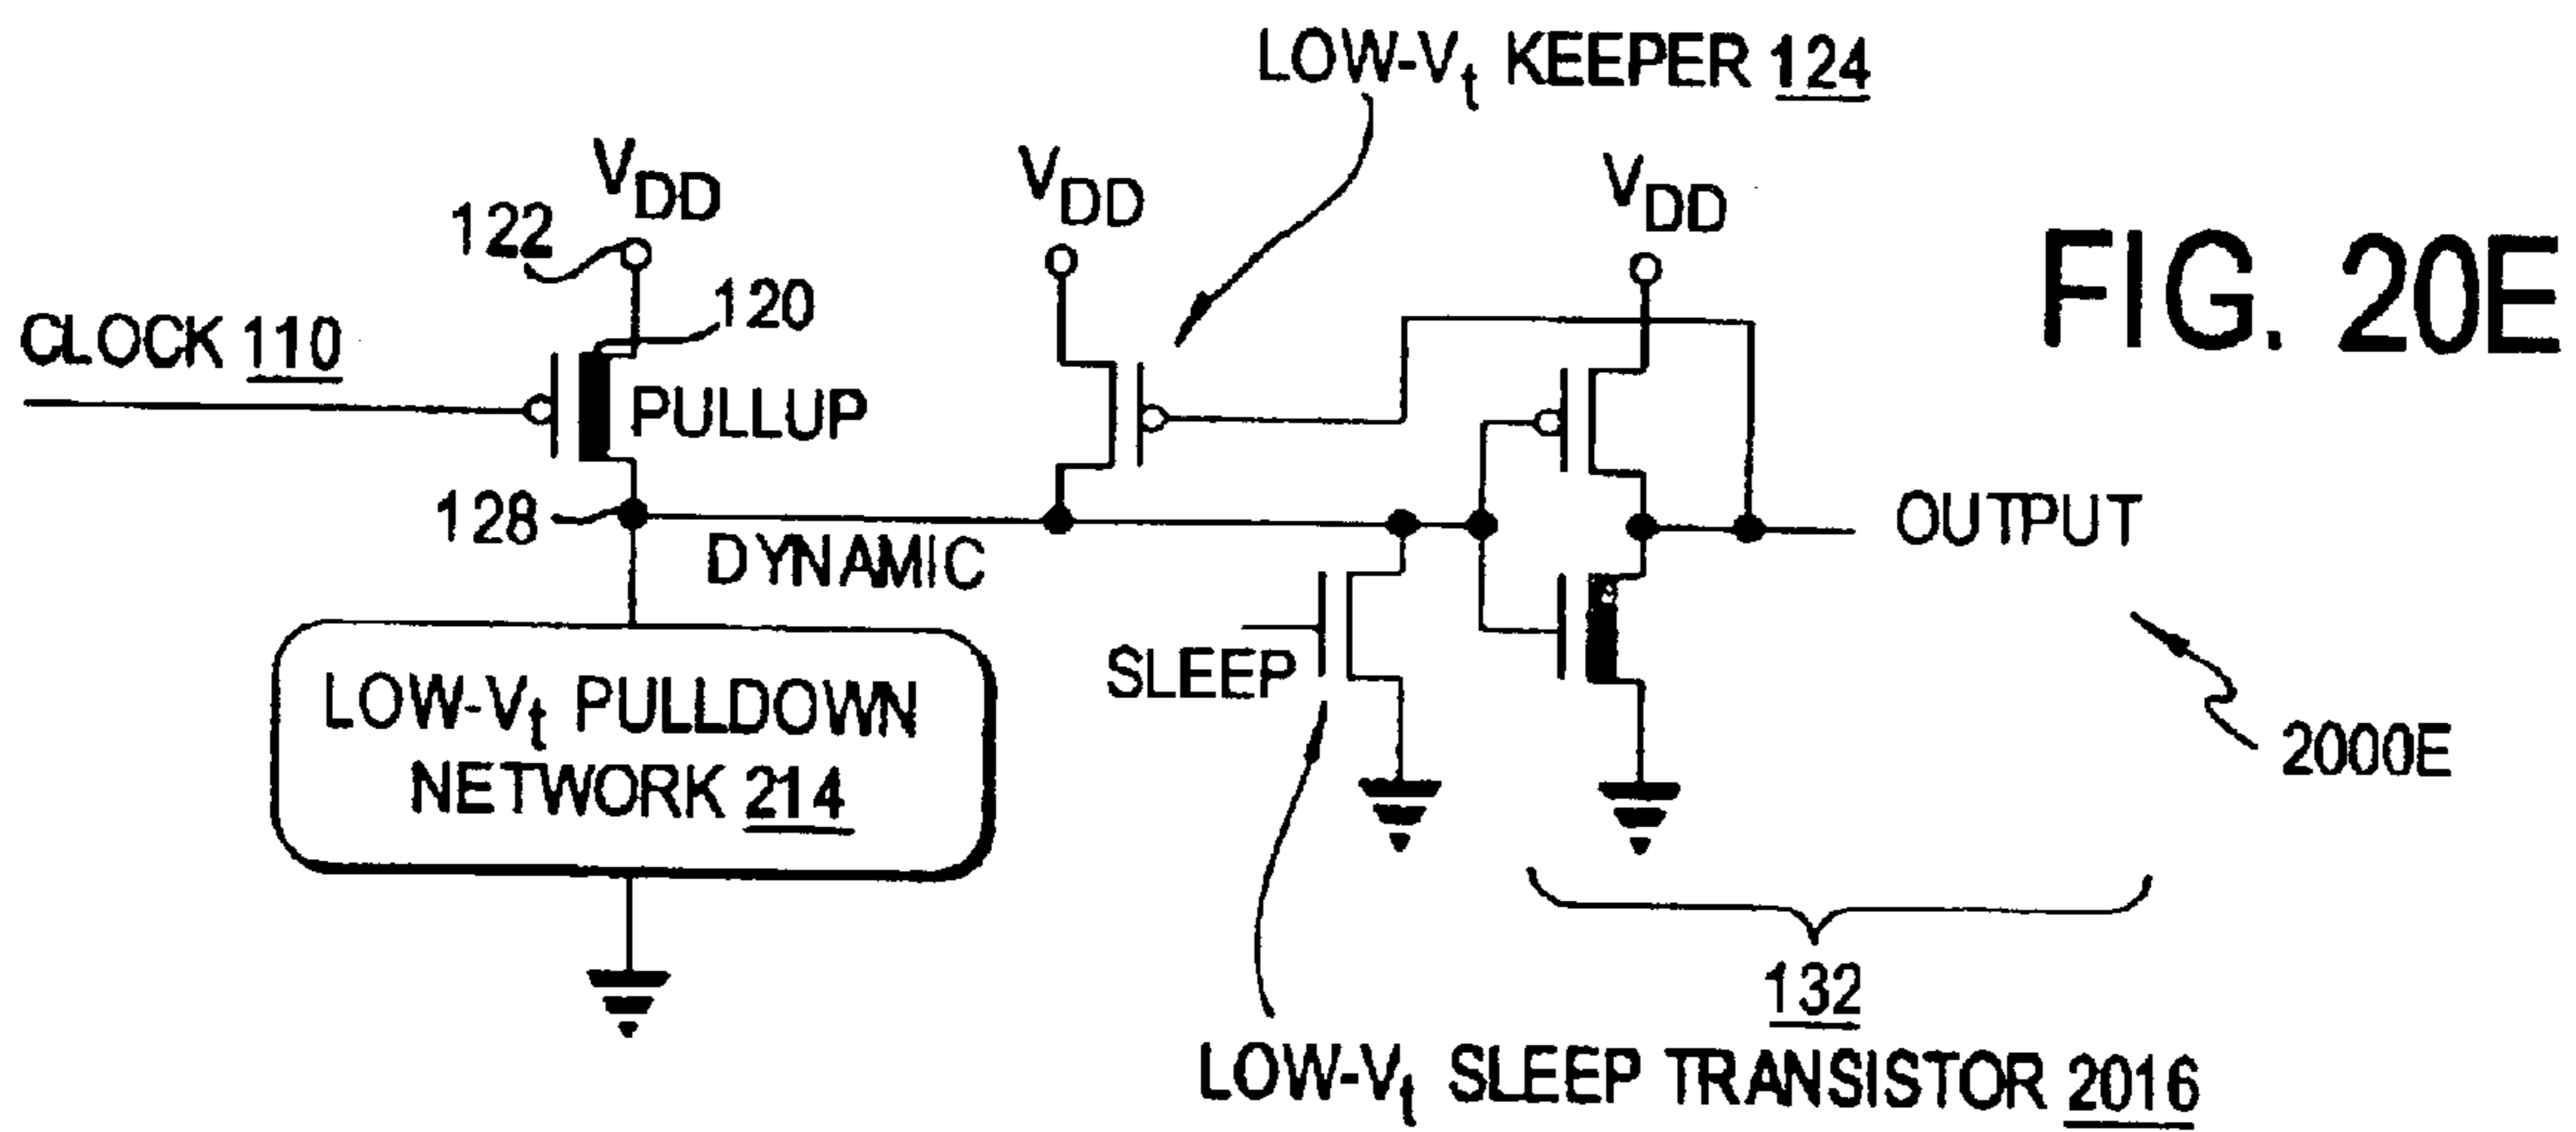 LOW-Vt KEEPER 124
VDD
VDD
VDD
122
120
CLOCK 110
PULLUP
FIG. 20E
128
DYNAMIC
OUTPUT
SLEEP
LOW-Vt PULLDOWN
NETWORK 214
2000E
132
LOW-Vt SLEEP TRANSISTOR 2016